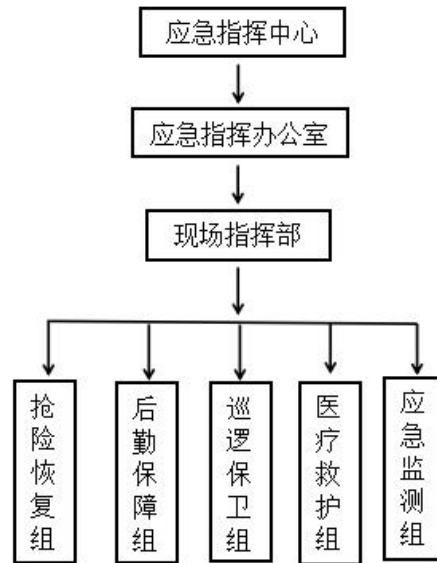 应急指挥中心
应急指挥办公室
现场指挥部
抢险恢复组
后勤保障组
巡逻保卫组
医疗救护组
应急监测组